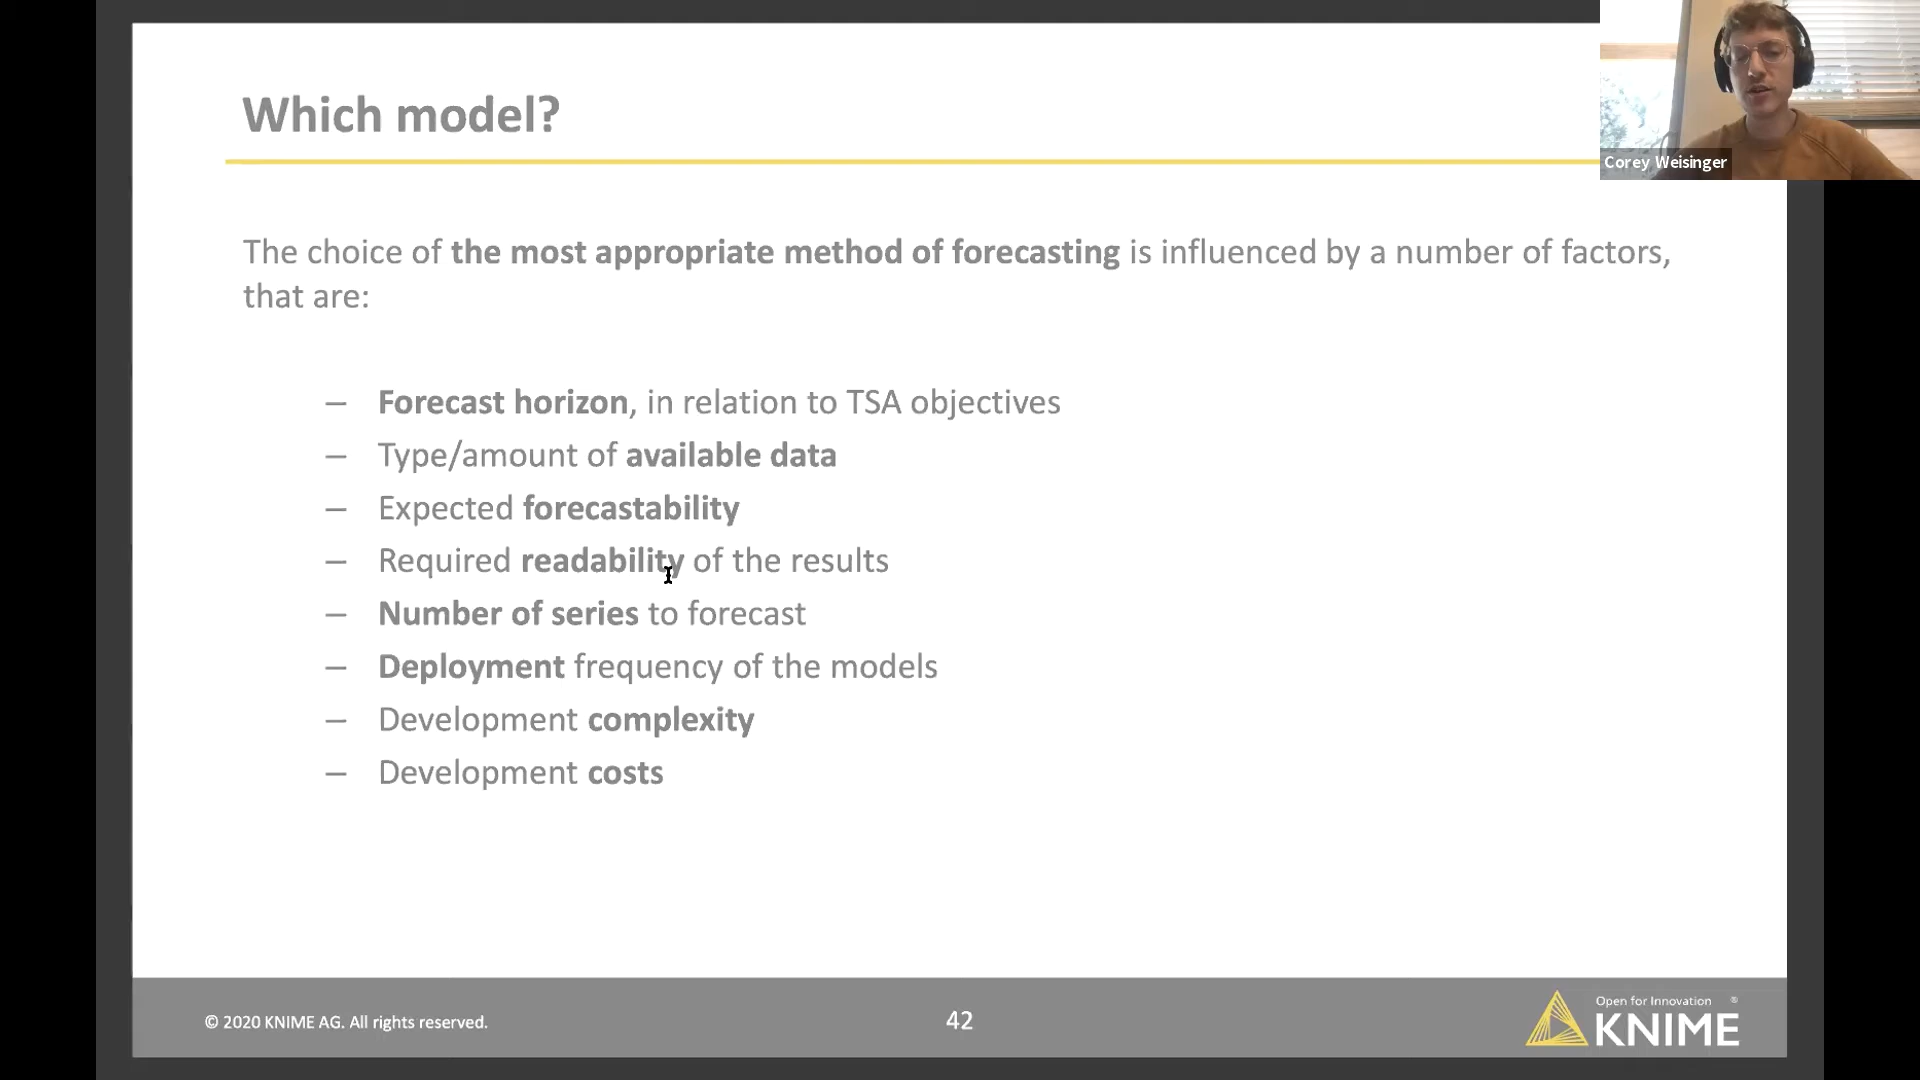 Which model?
Corey Weisinger
The choice of the most appropriate method of forecasting is influenced by a number of factors,
that are:
– Forecast horizon, in relation to TSA objectives
– Type/amount of available data
– Expected forecastability
– Required readability of the results
– Number of series to forecast
– Deployment frequency of the models
– Development complexity
– Development costs
© 2020 KNIME AG. All rights reserved.
42
Open for Innovation ®
KNIME